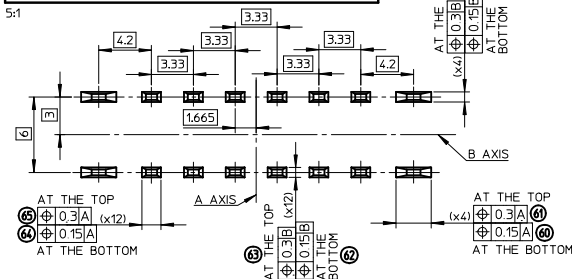 5:1
AT THE
0.3 B
0.15 B
AT THE
BOTTOM
(x4)
4.2
3.33
3.33
3.33
3.33
3.33
4.2
3
6
1.665
B AXIS
A AXIS
AT THE TOP
65 0.3 A (x12)
64 0.15 A
AT THE BOTTOM
63 AT THE TOP
(x12)
0.3 B
0.15 B
AT THE
BOTTOM
62
AT THE TOP
(x4) 0.3 A 61
0.15 A 60
AT THE BOTTOM